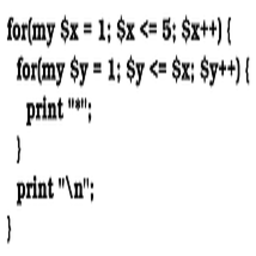 for(my $x = 1; $x <= 5; $x++) {
for(my $y = 1; $y <= $x; $y++) {
print "*";
}
print "\n";
}